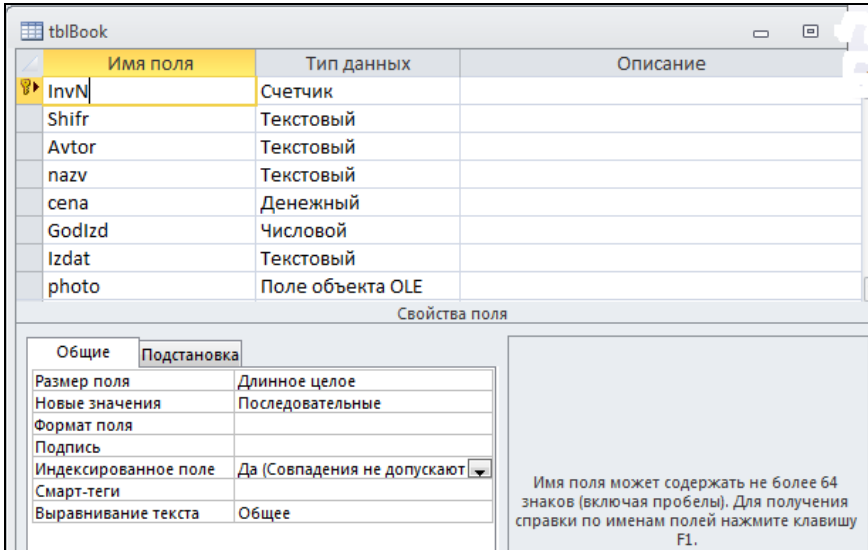 tblBook
Имя поля Тип данных Описание
InvN Счетчик
Shifr Текстовый
Avtor Текстовый
nazv Текстовый
cena Денежный
GodIzd Числовой
Izdat Текстовый
photo Поле объекта OLE
Свойства поля
Общие Подстановка
Размер поля Длинное целое
Новые значения Последовательные
Формат поля
Подпись
Индексированное поле Да (Совпадения не допускают
Смарт-теги
Выравнивание текста Общее
Имя поля может содержать не более 64
знаков (включая пробелы). Для получения
справки по именам полей нажмите клавишу
F1.